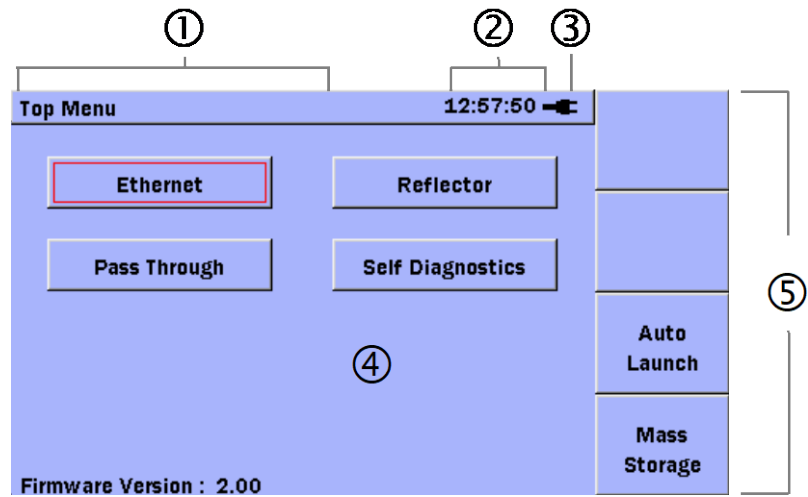 ① ② ③
Top Menu 12:57:50
Ethernet Reflector
Pass Through Self Diagnostics
⑤
Auto
Launch
④
Mass
Storage
Firmware Version : 2.00